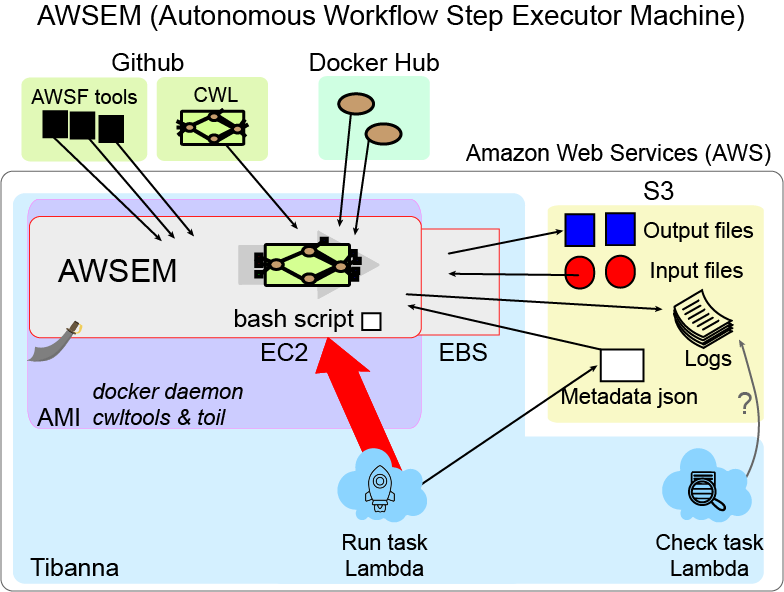 AWSEM (Autonomous Workflow Step Executor Machine)
Github
Docker Hub
AWSF tools
CWL
Amazon Web Services (AWS)
S3
Output files
Input files
AWSEM
bash script
EC2
EBS
Logs
Metadata json
AMI
docker daemon
cwltools & toil
?
Run task
Lambda
Check task
Lambda
Tibanna